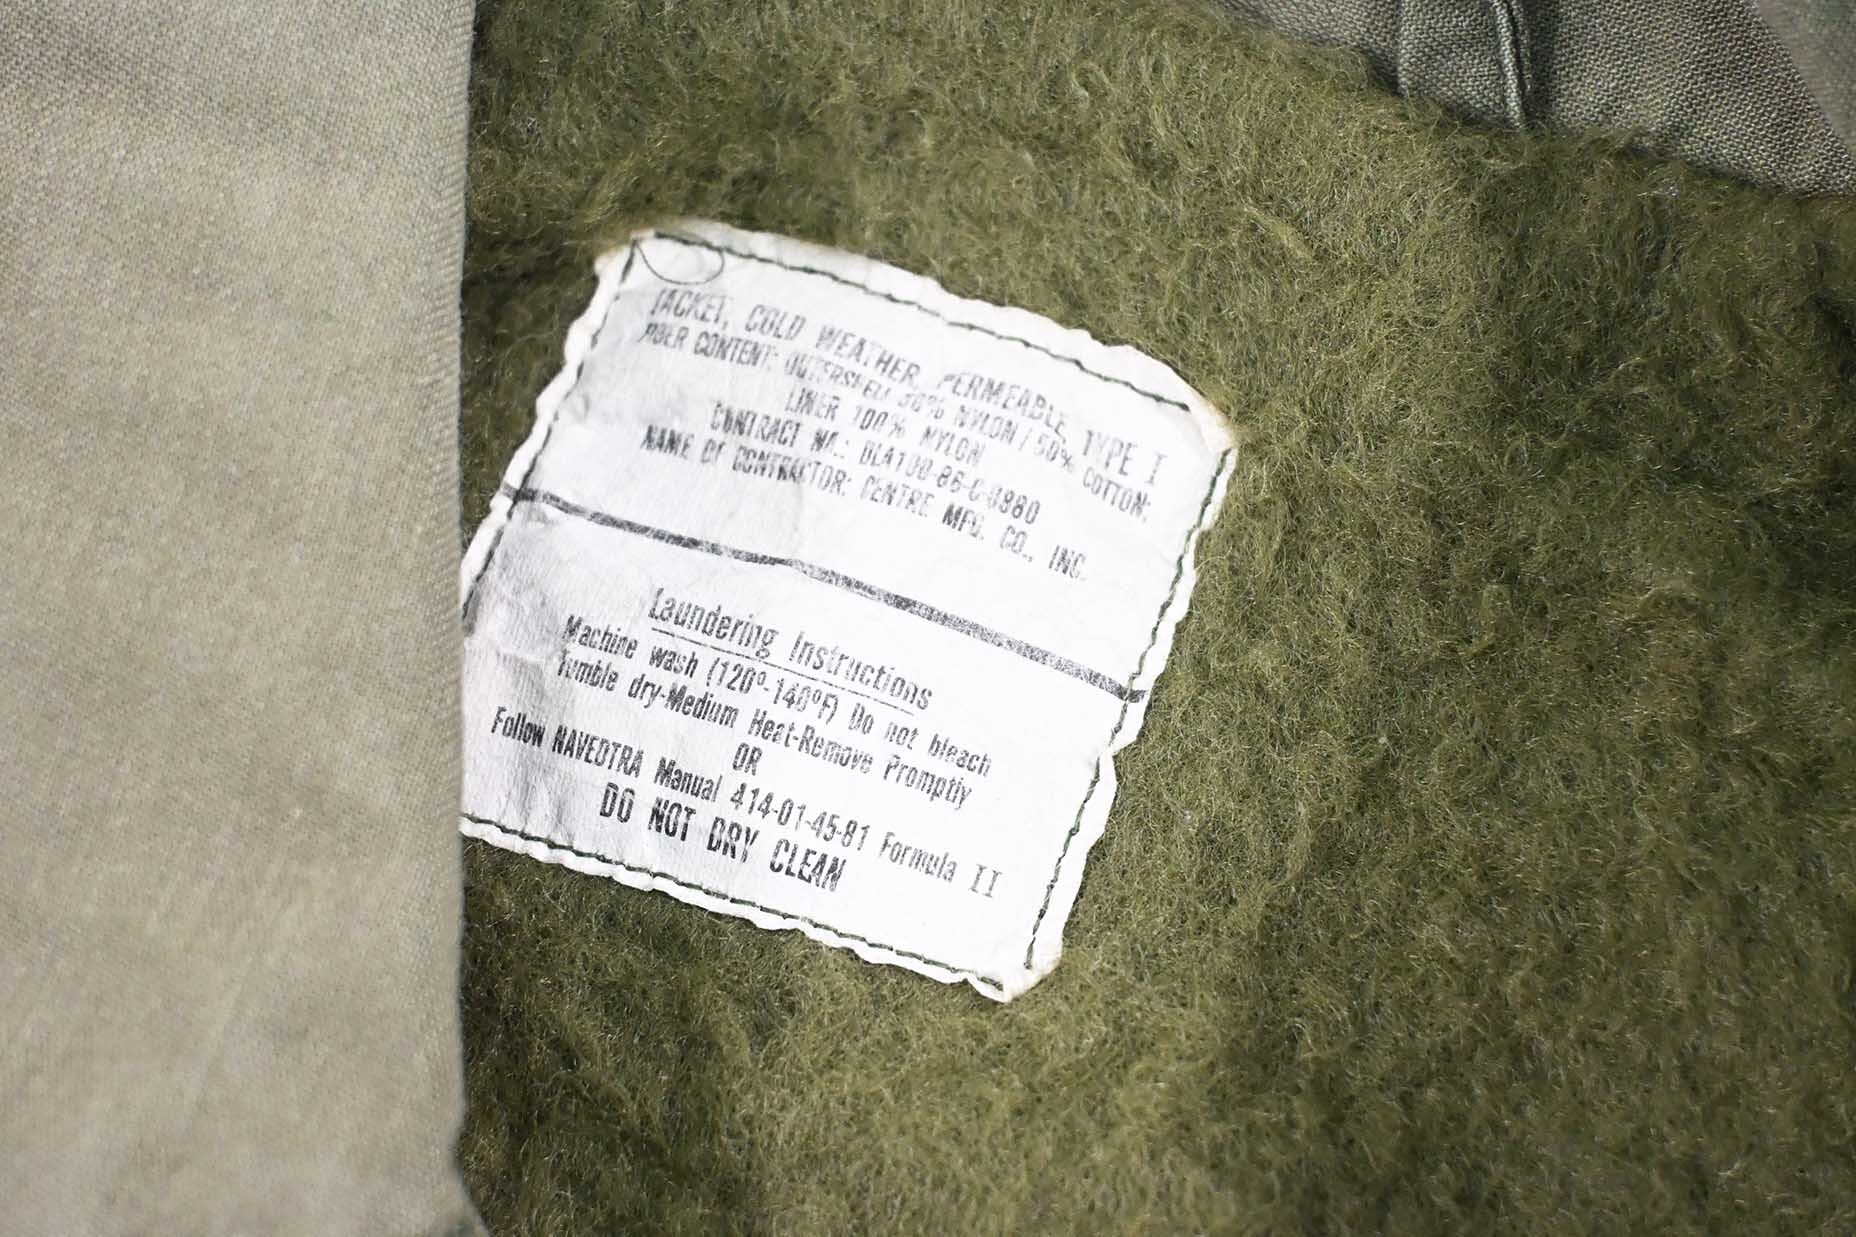 JACKET, COLD WEATHER, PERMEABLE, TYPE I
FIBER CONTENT: OUTERSHELL 50% NYLON / 50% COTTON;
LINER 100% NYLON
CONTRACT NO.: DLA100-86-C-0880
NAME OF CONTRACTOR: CENTRE MFG. CO., INC.
Laundering Instructions
Machine wash (120°-140°F) Do not bleach
Tumble dry-Medium Heat-Remove Promptly
OR
Follow NAVEDTRA Manual 414-01-45-81 Formula II
DO NOT DRY CLEAN